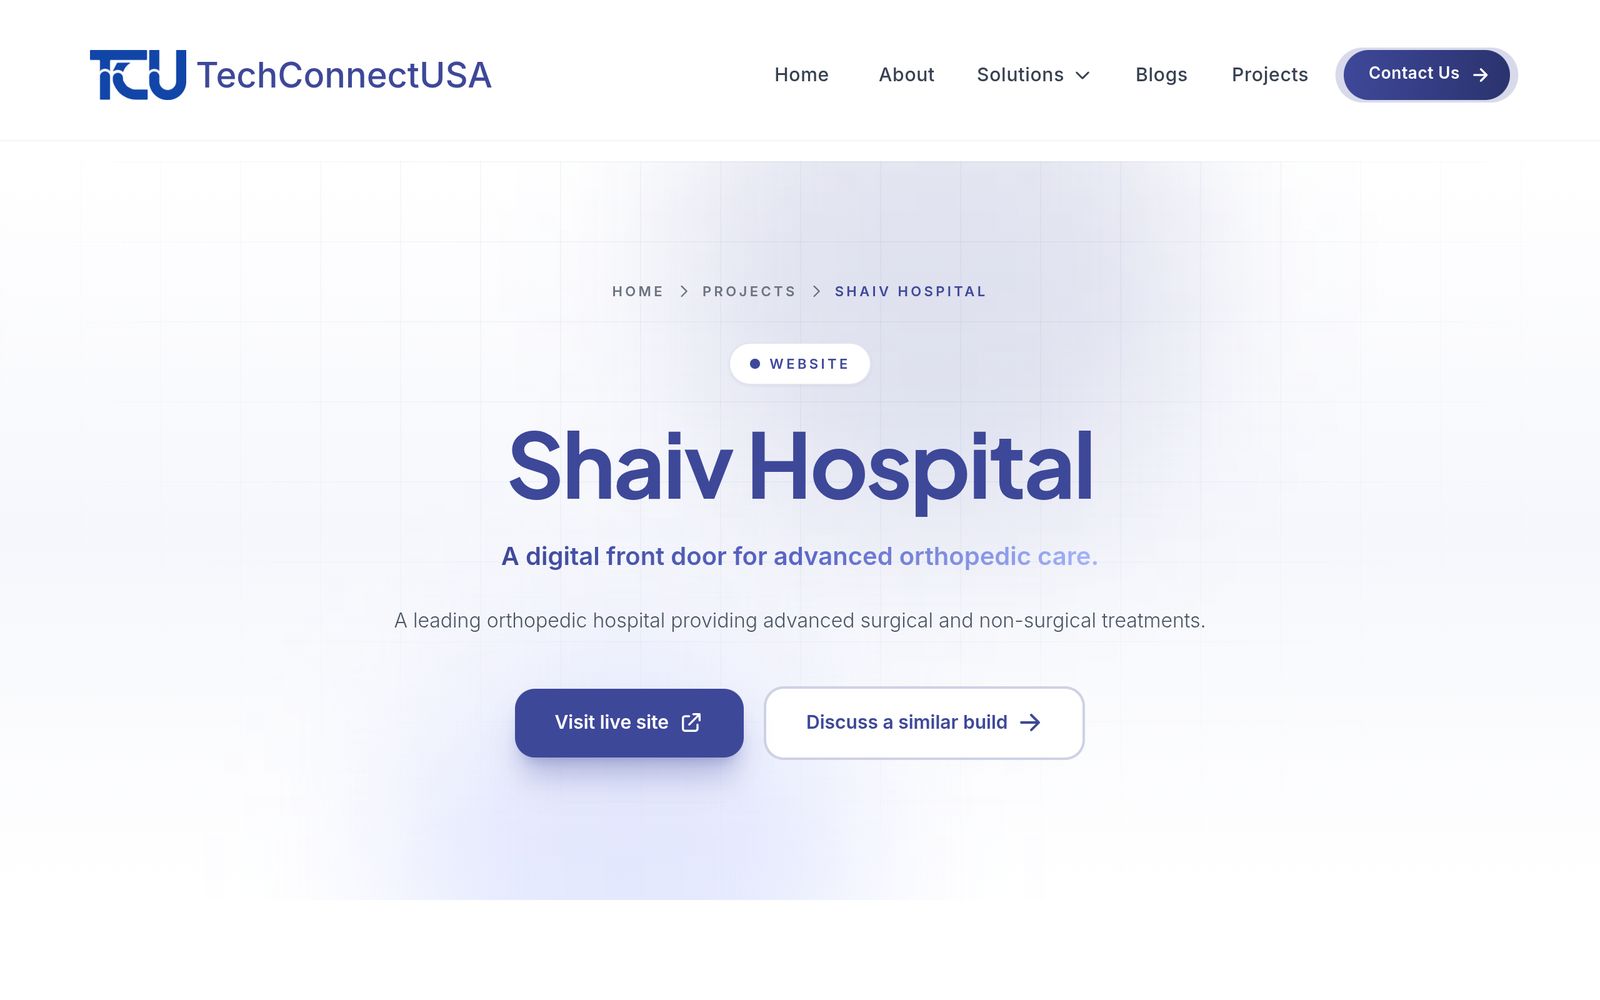 TCU TechConnectUSA
Home About Solutions Blogs Projects Contact Us
HOME PROJECTS SHAIV HOSPITAL
WEBSITE
Shaiv Hospital
A digital front door for advanced orthopedic care.
A leading orthopedic hospital providing advanced surgical and non-surgical treatments.
Visit live site Discuss a similar build